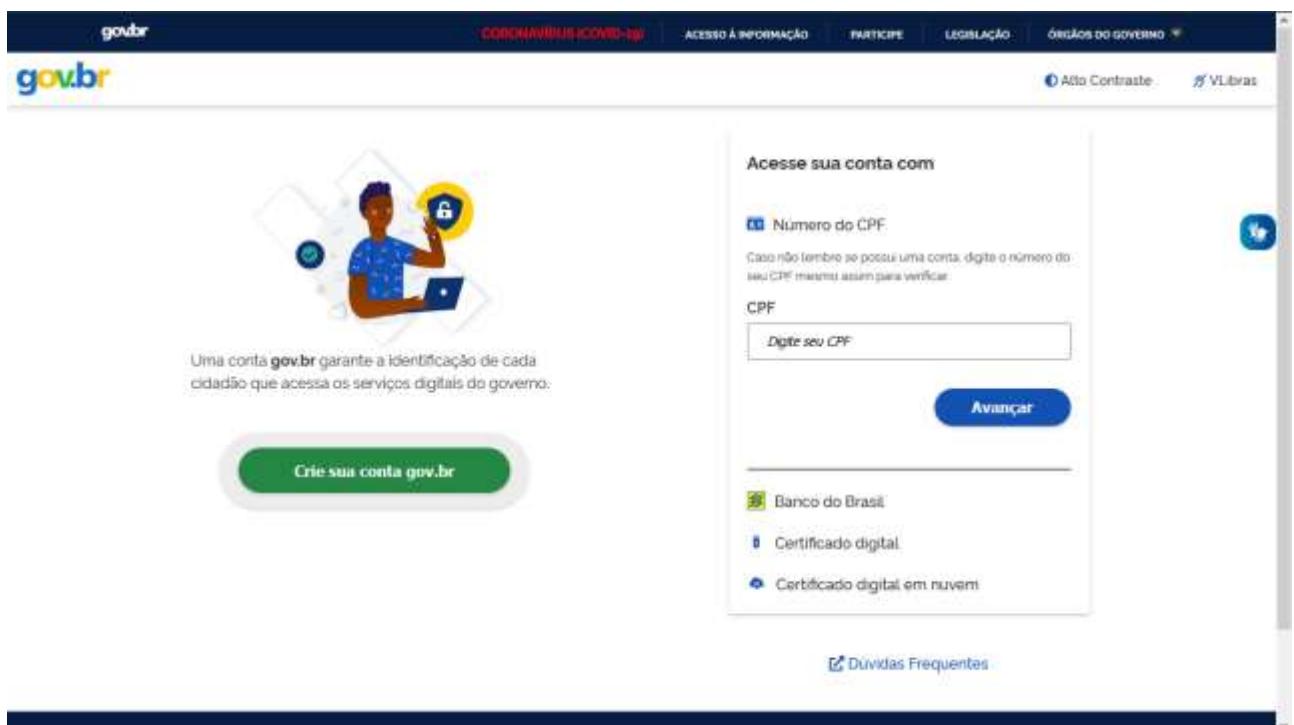 gov.br
CORONAVÍRUS (COVID-19)
ACESSO À INFORMAÇÃO
PARTICIPE
LEGISLAÇÃO
ÓRGÃOS DO GOVERNO
gov.br
Alto Contraste
VLibras
Uma conta gov.br garante a identificação de cada
cidadão que acessa os serviços digitais do governo.
Crie sua conta gov.br
Acesse sua conta com
Número do CPF
Caso não lembre se possui uma conta, digite o número do
seu CPF mesmo assim para verificar.
CPF
Digite seu CPF
Avançar
Banco do Brasil
Certificado digital
Certificado digital em nuvem
Dúvidas Frequentes